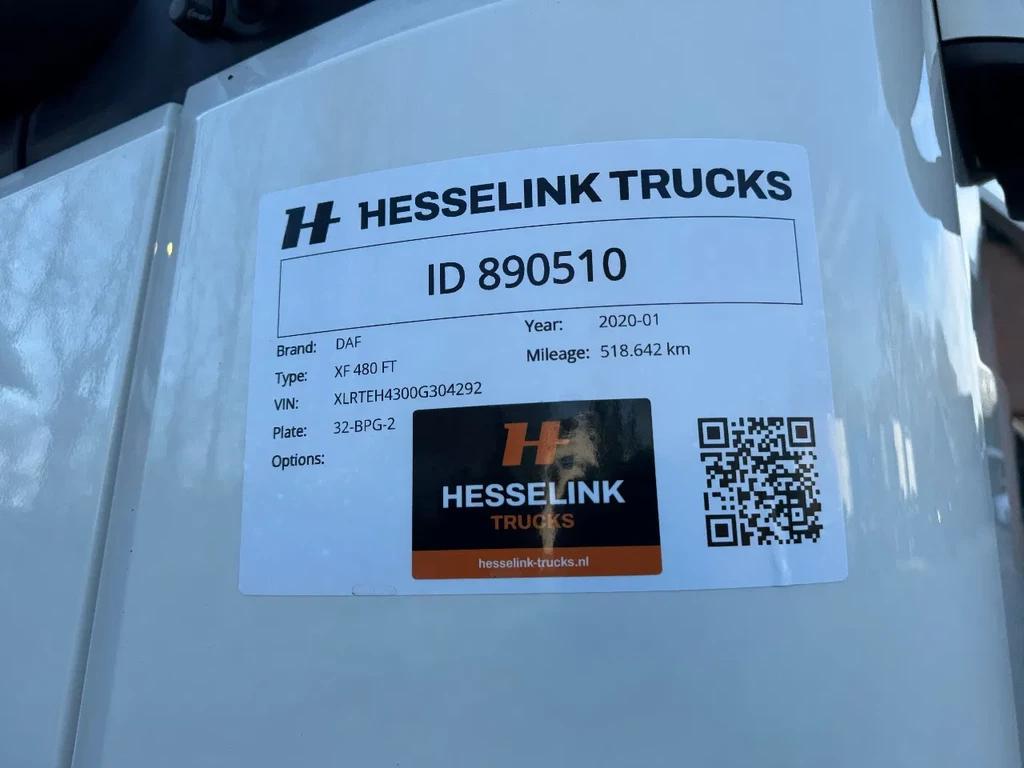 H HESSELINK TRUCKS
ID 890510
Brand: DAF
Type: XF 480 FT
VIN: XLRTEH4300G304292
Plate: 32-BPG-2
Options:
Year: 2020-01
Mileage: 518.642 km
H
HESSELINK
TRUCKS
hesselink-trucks.nl